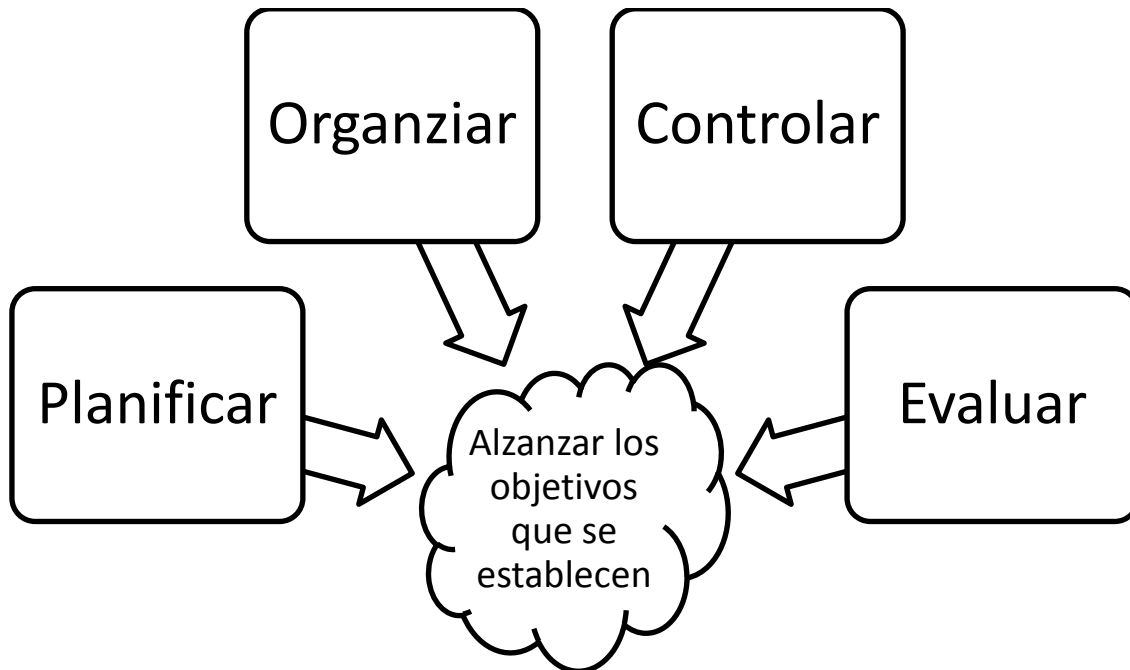 Organziar
Controlar
Planificar
Evaluar
Alzanzar los
objetivos
que se
establecen